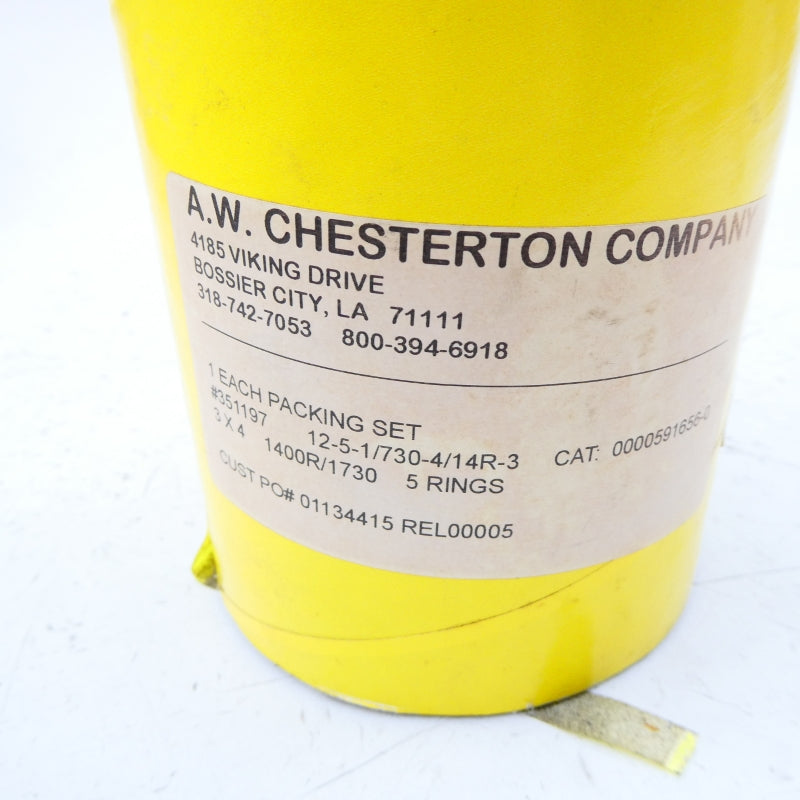 A.W. CHESTERTON COMPANY
4185 VIKING DRIVE
BOSSIER CITY, LA 71111
318-742-7053 800-394-6918
1 EACH PACKING SET
#351197 12-5-1/730-4/14R-3 CAT: 0000591656-0
3 X 4 1400R/1730 5 RINGS
CUST PO# 01134415 REL00005